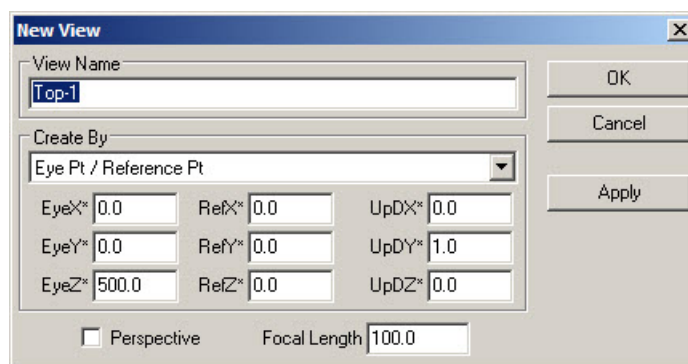 New View
View Name
Top-1
OK
Cancel
Apply
Create By
Eye Pt / Reference Pt
EyeX* 0.0 RefX* 0.0 UpDX* 0.0
EyeY* 0.0 RefY* 0.0 UpDY* 1.0
EyeZ* 500.0 RefZ* 0.0 UpDZ* 0.0
Perspective Focal Length 100.0